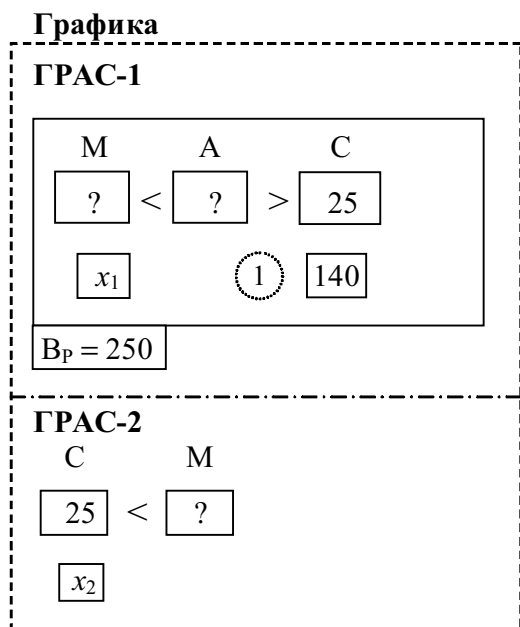 Графика
ГРАС-1
М А С
? < ? > 25
x₁ 1 140
Bₚ = 250
ГРАС-2
С М
25 < ?
x₂